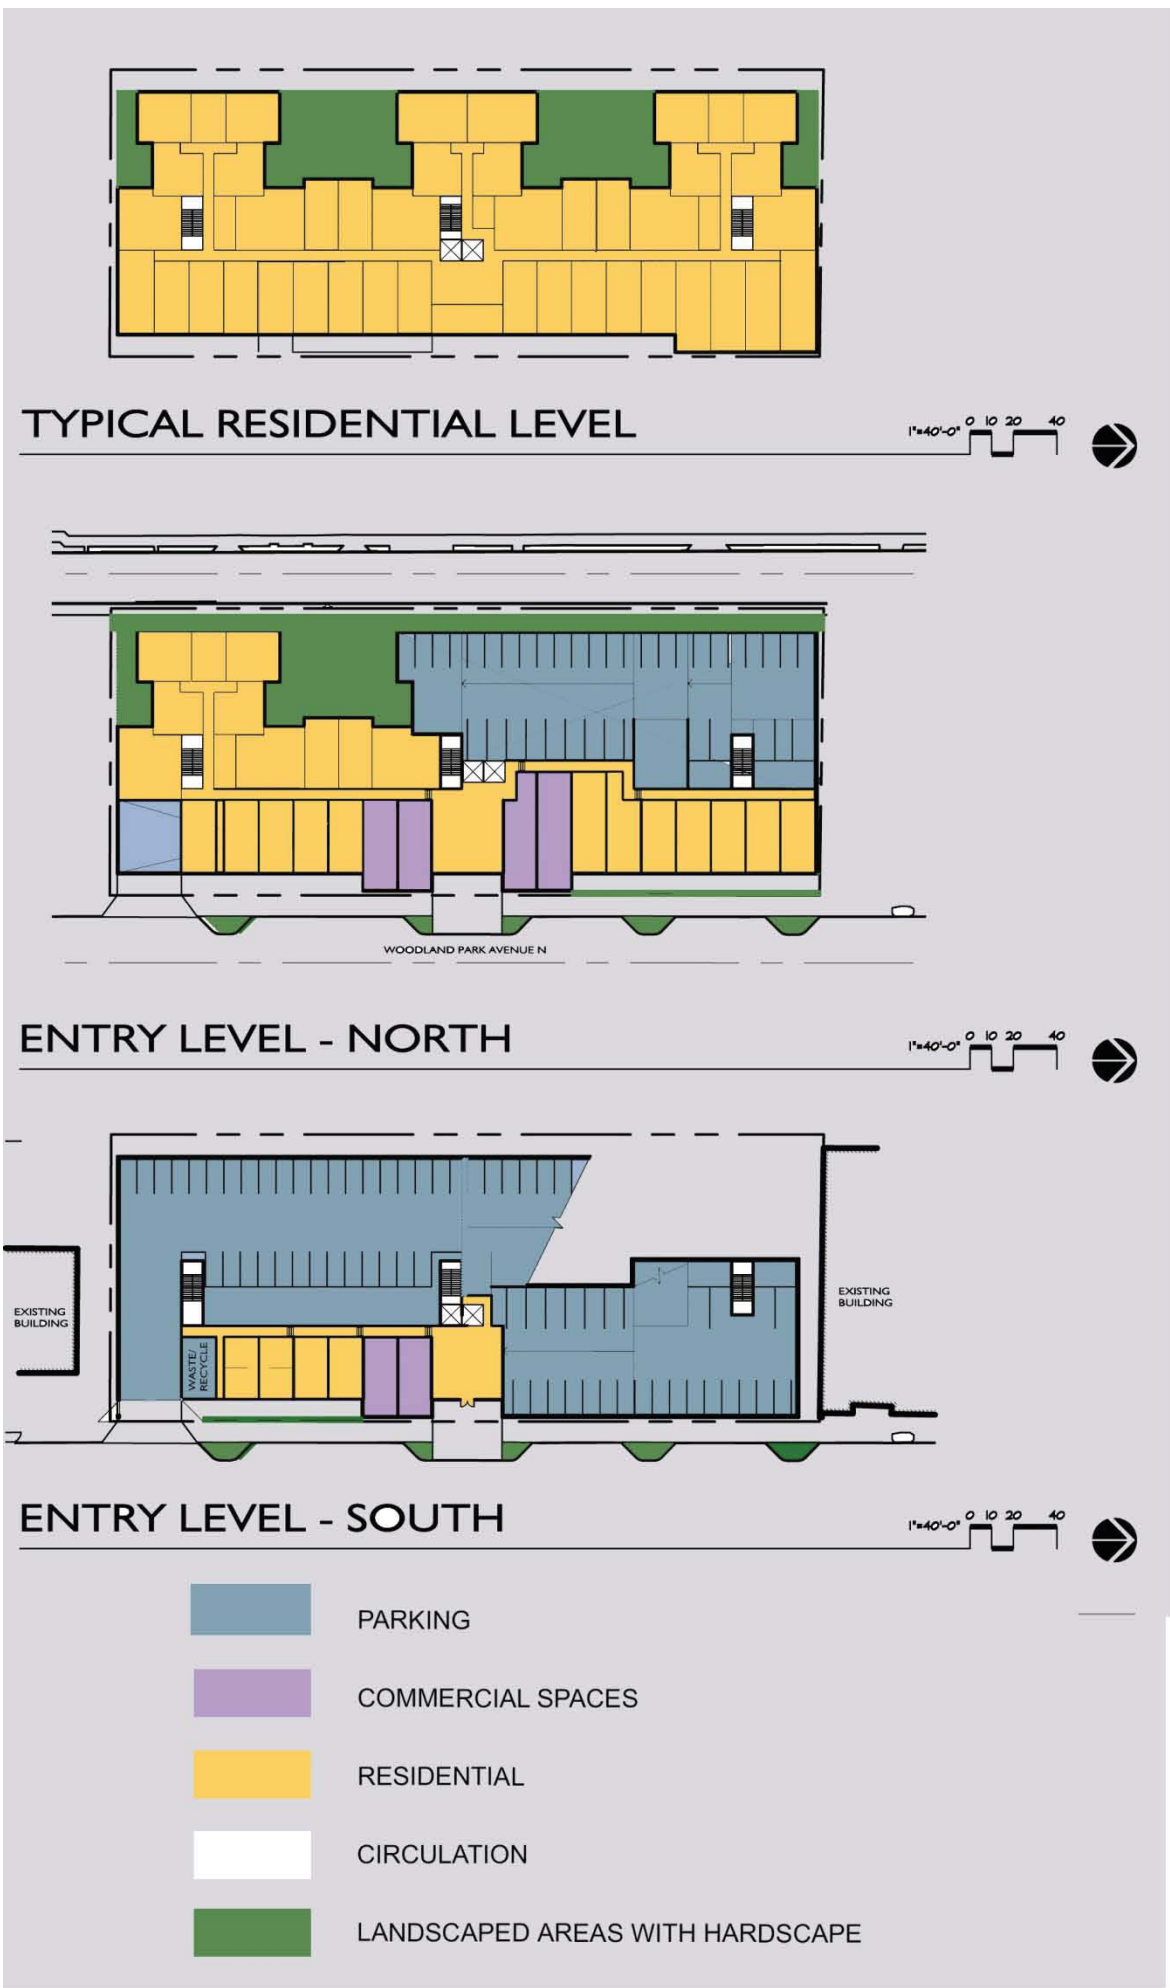 TYPICAL RESIDENTIAL LEVEL
1"=40'-0" 0 10 20 40
WOODLAND PARK AVENUE N
ENTRY LEVEL - NORTH
1"=40'-0" 0 10 20 40
EXISTING
BUILDING
EXISTING
BUILDING
WASTE/
RECYCLE
ENTRY LEVEL - SOUTH
1"=40'-0" 0 10 20 40
PARKING
COMMERCIAL SPACES
RESIDENTIAL
CIRCULATION
LANDSCAPED AREAS WITH HARDSCAPE